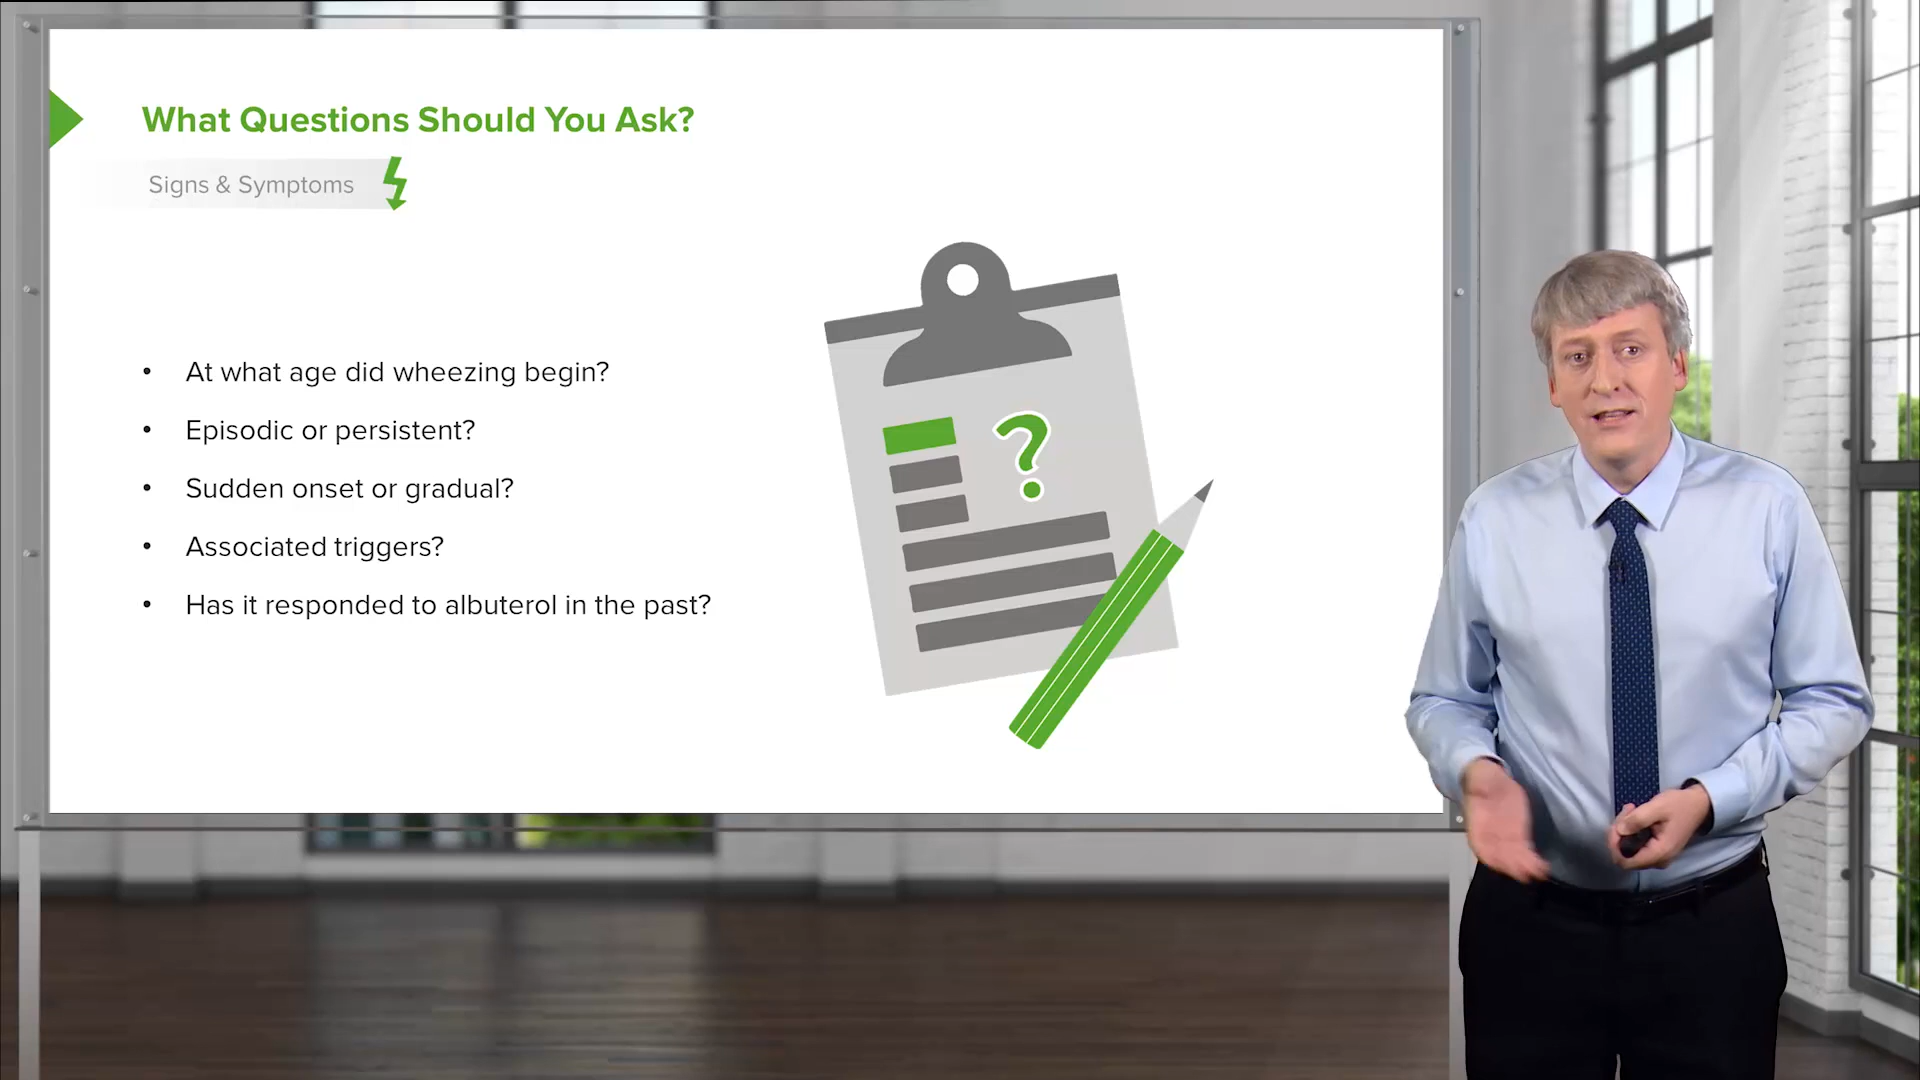 What Questions Should You Ask?
Signs & Symptoms
• At what age did wheezing begin?
• Episodic or persistent?
• Sudden onset or gradual?
• Associated triggers?
• Has it responded to albuterol in the past?
?